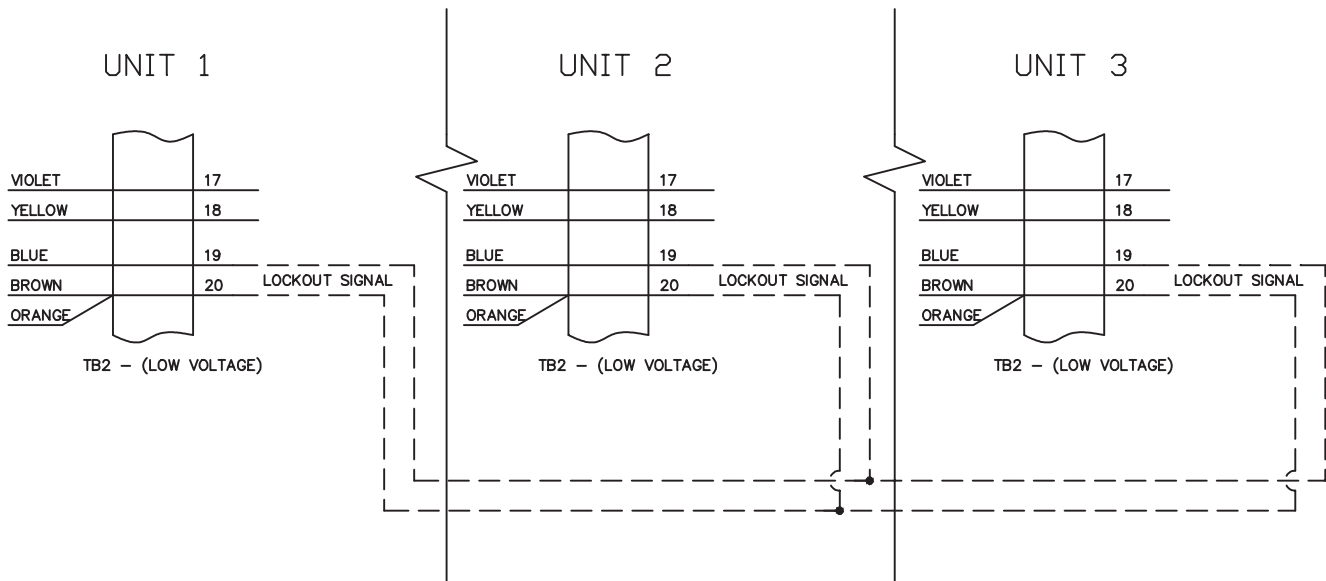 UNIT 1
VIOLET 17
YELLOW 18
BLUE 19
BROWN 20 LOCKOUT SIGNAL
ORANGE
TB2 – (LOW VOLTAGE)
UNIT 2
VIOLET 17
YELLOW 18
BLUE 19
BROWN 20 LOCKOUT SIGNAL
ORANGE
TB2 – (LOW VOLTAGE)
UNIT 3
VIOLET 17
YELLOW 18
BLUE 19
BROWN 20 LOCKOUT SIGNAL
ORANGE
TB2 – (LOW VOLTAGE)